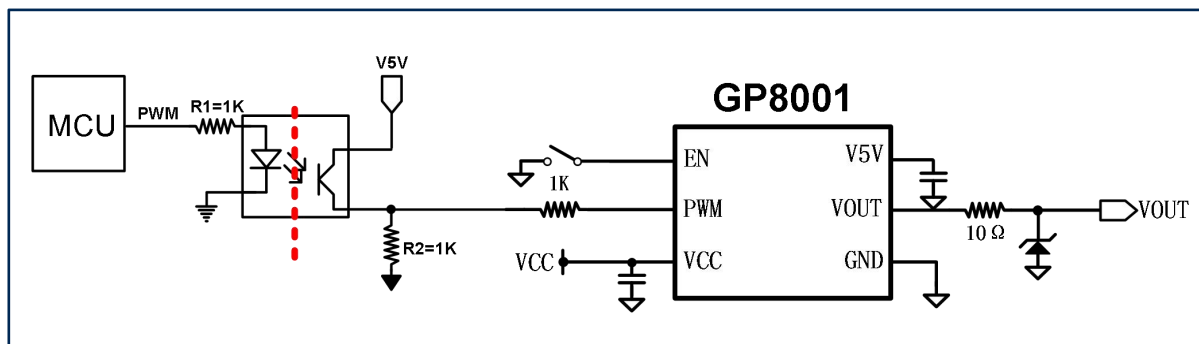 V5V
GP8001
MCU
PWM
R1=1K
EN
V5V
1K
PWM
VOUT
VOUT
10 Ω
R2=1K
VCC
VCC
GND